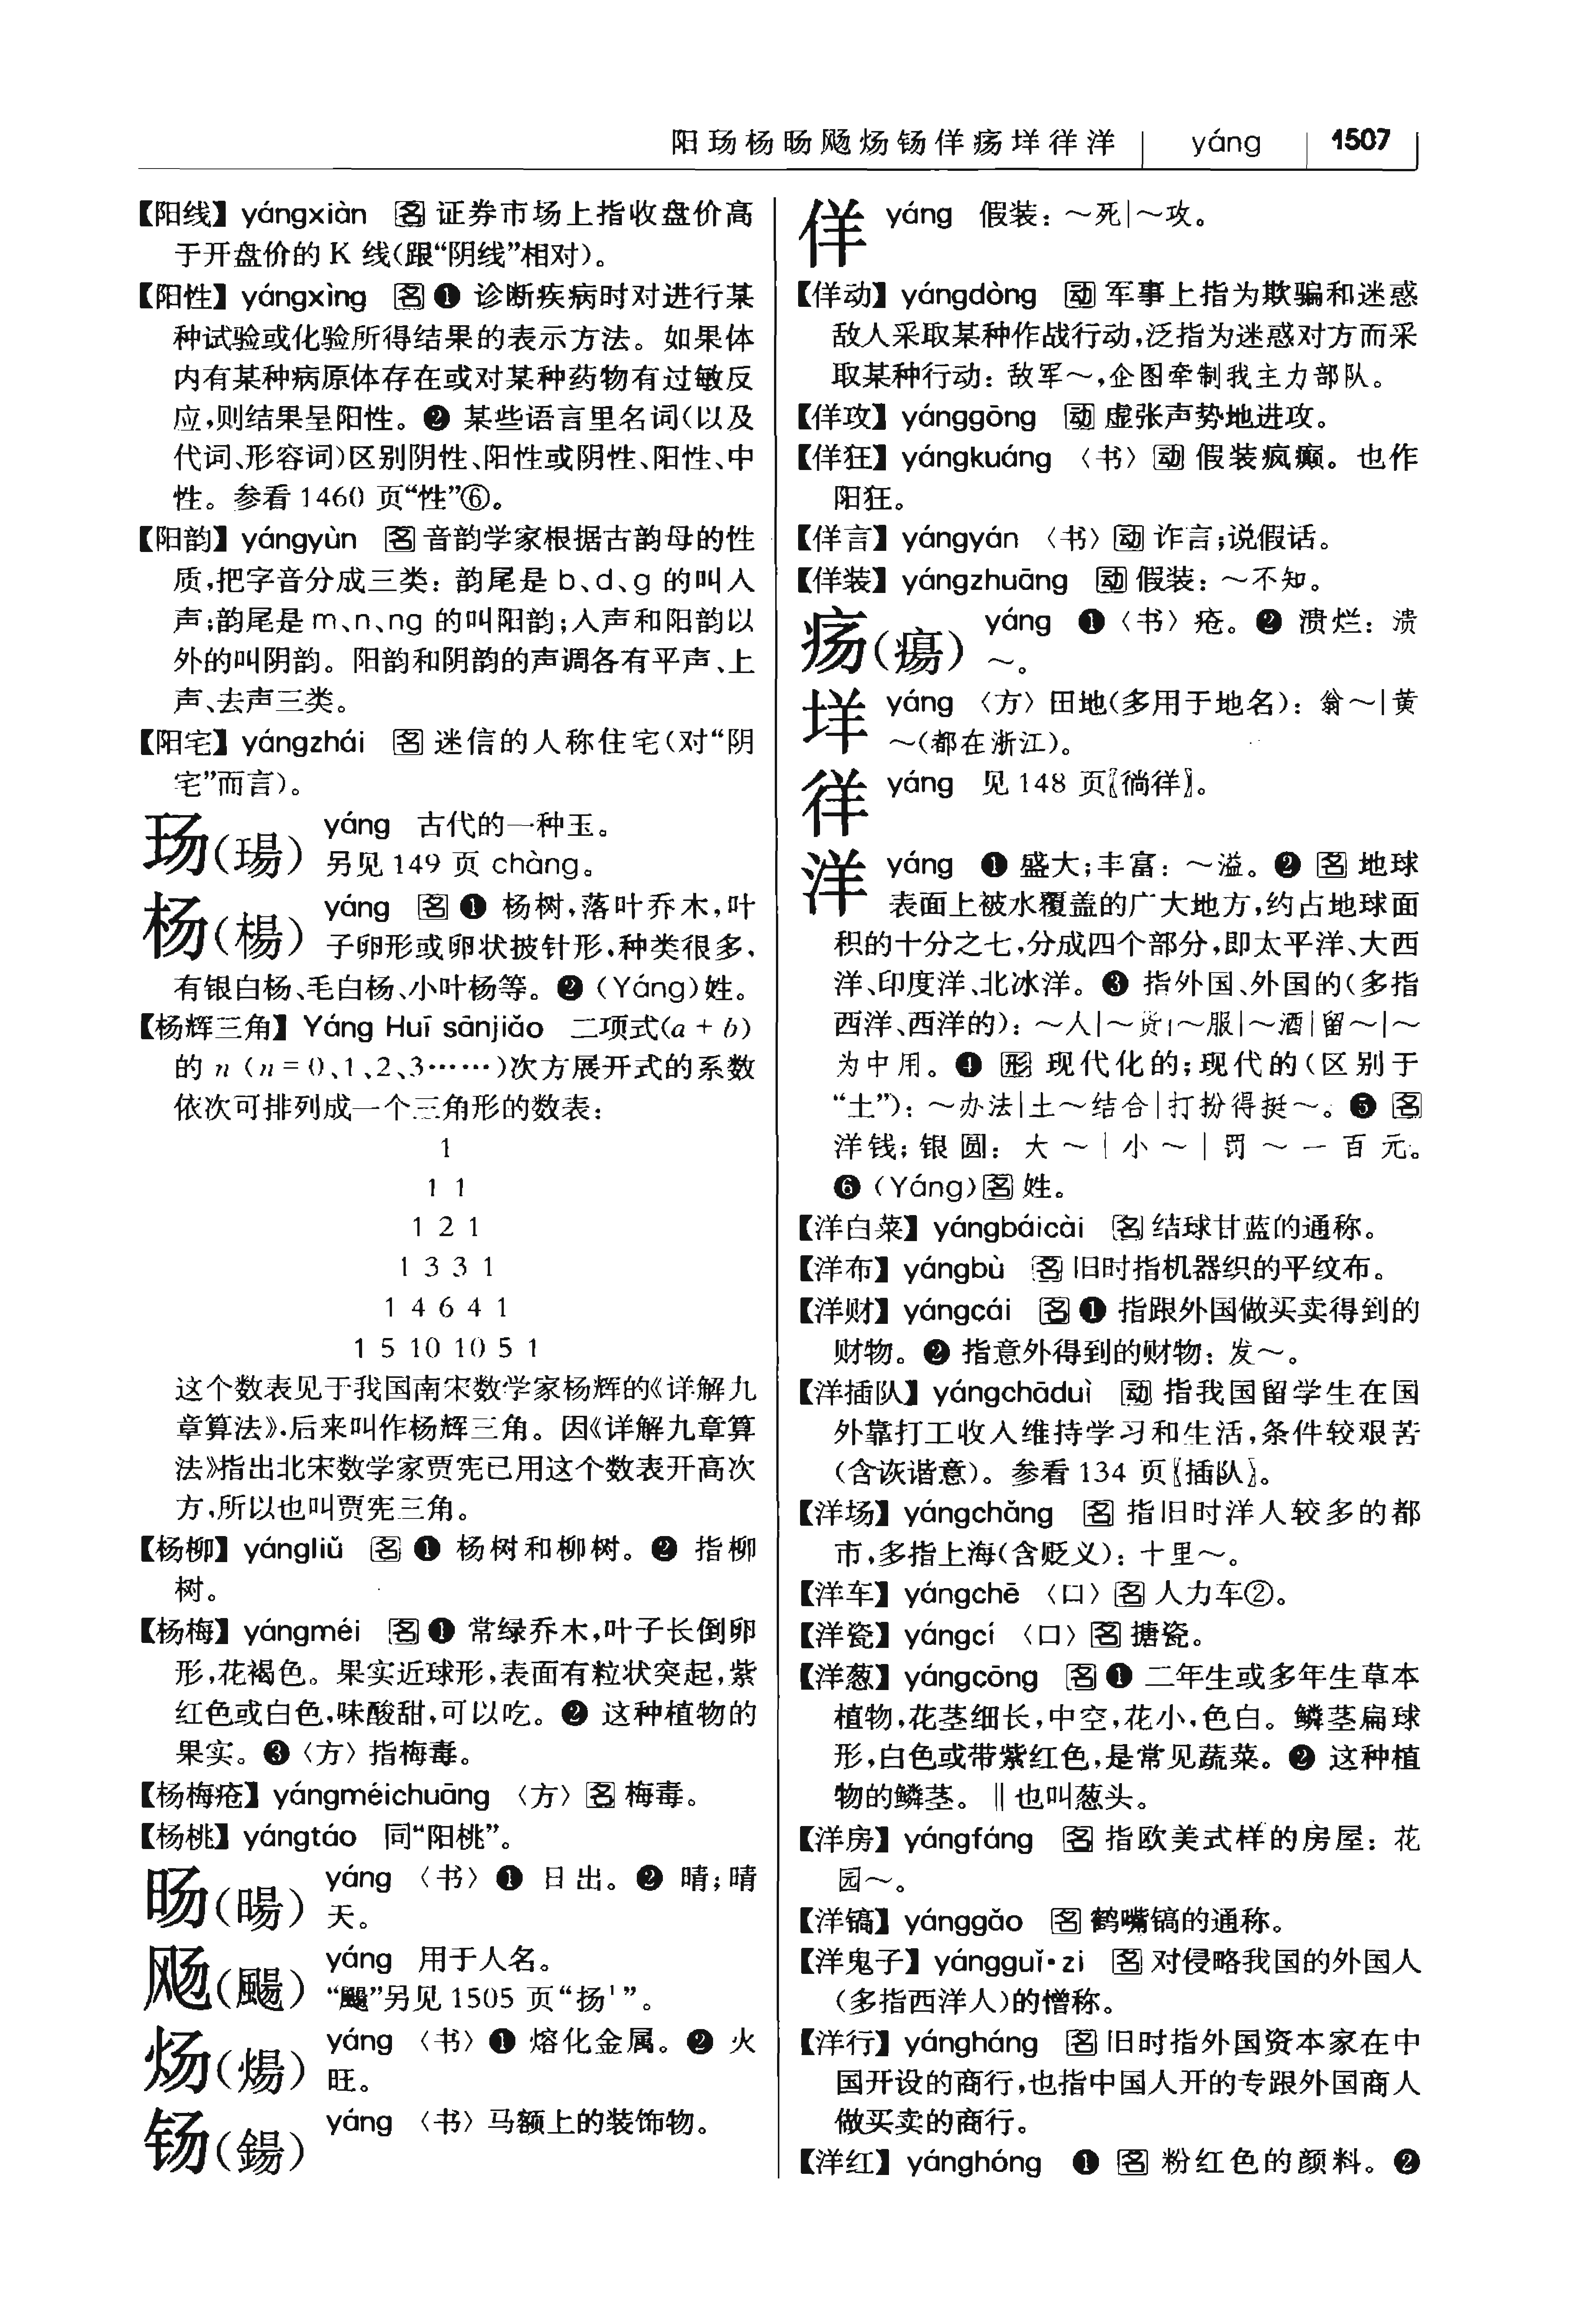 阳玚杨旸飏炀钖佯疡垟徉洋 yáng 1507
【阳线】yángxiàn 名 证券市场上指收盘价高
于开盘价的 K 线(跟“阴线”相对)。
【阳性】yángxìng 名 ❶ 诊断疾病时对进行某
种试验或化验所得结果的表示方法。如果体
内有某种病原体存在或对某种药物有过敏反
应,则结果呈阳性。❷ 某些语言里名词(以及
代词、形容词)区别阴性、阳性或阴性、阳性、中
性。参看1460 页“性”⑥。
【阳韵】yángyùn 名 音韵学家根据古韵母的性
质,把字音分成三类：韵尾是 b、d、g 的叫入
声;韵尾是 m、n、ng 的叫阳韵;入声和阳韵以
外的叫阴韵。阳韵和阴韵的声调各有平声、上
声、去声三类。
【阳宅】yángzhái 名 迷信的人称住宅(对“阴
宅”而言)。
玚(瑒) yáng 古代的一种玉。
另见149 页 chàng。
杨(楊) yáng 名 ❶ 杨树,落叶乔木,叶
子卵形或卵状披针形,种类很多,
有银白杨、毛白杨、小叶杨等。❷ (Yáng)姓。
【杨辉三角】Yáng Huī sānjiǎo 二项式(a + b)
的 n (n = 0、1、2、3……)次方展开式的系数
依次可排列成一个三角形的数表：
1
1 1
1 2 1
1 3 3 1
1 4 6 4 1
1 5 10 10 5 1
这个数表见于我国南宋数学家杨辉的《详解九
章算法》,后来叫作杨辉三角。因《详解九章算
法》指出北宋数学家贾宪已用这个数表开高次
方,所以也叫贾宪三角。
【杨柳】yángliǔ 名 ❶ 杨树和柳树。❷ 指柳
树。
【杨梅】yángméi 名 ❶ 常绿乔木,叶子长倒卵
形,花褐色。果实近球形,表面有粒状突起,紫
红色或白色,味酸甜,可以吃。❷ 这种植物的
果实。❸〈方〉指梅毒。
【杨梅疮】yángméichuāng 〈方〉名 梅毒。
【杨桃】yángtáo 同“阳桃”。
旸(暘) yáng 〈书〉❶ 日出。❷ 晴;晴
天。
飏(颺) yáng 用于人名。
“颺”另见1505 页“扬¹”。
炀(煬) yáng 〈书〉❶ 熔化金属。❷ 火
旺。
钖(鍚) yáng 〈书〉马额上的装饰物。
佯 yáng 假装：～死|～攻。
【佯动】yángdòng 动 军事上指为欺骗和迷惑
敌人采取某种作战行动,泛指为迷惑对方而采
取某种行动：敌军～,企图牵制我主力部队。
【佯攻】yánggōng 动 虚张声势地进攻。
【佯狂】yángkuáng 〈书〉动 假装疯癫。也作
阳狂。
【佯言】yángyán 〈书〉动 诈言;说假话。
【佯装】yángzhuāng 动 假装：～不知。
疡(瘍) yáng ❶〈书〉疮。❷ 溃烂：溃
～。
垟 yáng 〈方〉田地(多用于地名)：翁～|黄
～(都在浙江)。
徉 yáng 见148 页〖徜徉〗。
洋 yáng ❶ 盛大;丰富：～溢。❷ 名 地球
表面上被水覆盖的广大地方,约占地球面
积的十分之七,分成四个部分,即太平洋、大西
洋、印度洋、北冰洋。❸ 指外国、外国的(多指
西洋、西洋的)：～人|～货|～服|～酒|留～|～
为中用。❹ 形 现代化的;现代的(区别于
“土”)：～办法|土～结合|打扮得挺～。❺ 名
洋钱;银圆：大～|小～|罚～一百元。
❻ (Yáng)名 姓。
【洋白菜】yángbáicài 名 结球甘蓝的通称。
【洋布】yángbù 名 旧时指机器织的平纹布。
【洋财】yángcái 名 ❶ 指跟外国做买卖得到的
财物。❷ 指意外得到的财物：发～。
【洋插队】yángchāduì 动 指我国留学生在国
外靠打工收入维持学习和生活,条件较艰苦
(含诙谐意)。参看134 页〖插队〗。
【洋场】yángchǎng 名 指旧时洋人较多的都
市,多指上海(含贬义)：十里～。
【洋车】yángchē 〈口〉名 人力车②。
【洋瓷】yángcí 〈口〉名 搪瓷。
【洋葱】yángcōng 名 ❶ 二年生或多年生草本
植物,花茎细长,中空,花小,色白。鳞茎扁球
形,白色或带紫红色,是常见蔬菜。❷ 这种植
物的鳞茎。‖也叫葱头。
【洋房】yángfáng 名 指欧美式样的房屋：花
园～。
【洋镐】yánggǎo 名 鹤嘴镐的通称。
【洋鬼子】yángguǐ•zi 名 对侵略我国的外国人
(多指西洋人)的憎称。
【洋行】yángháng 名 旧时指外国资本家在中
国开设的商行,也指中国人开的专跟外国商人
做买卖的商行。
【洋红】yánghóng ❶ 名 粉红色的颜料。❷